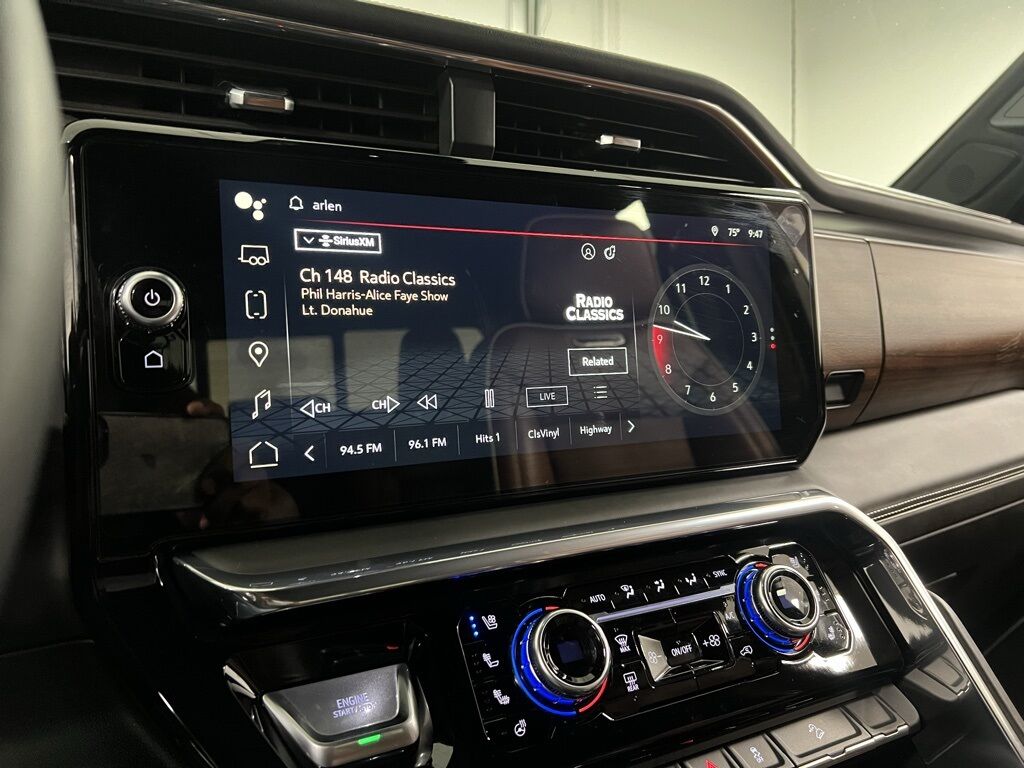 arlen
75° 9:47
SiriusXM
Ch 148 Radio Classics
Phil Harris-Alice Faye Show
Lt. Donahue
RADIO
CLASSICS
Related
12
1
2
3
4
5
6
7
8
9
10
11
CH
CH
LIVE
94.5 FM
96.1 FM
Hits 1
ClsVinyl
Highway
AUTO
SYNC
MAX
ON/OFF
A/C
REAR
ENGINE
START/STOP